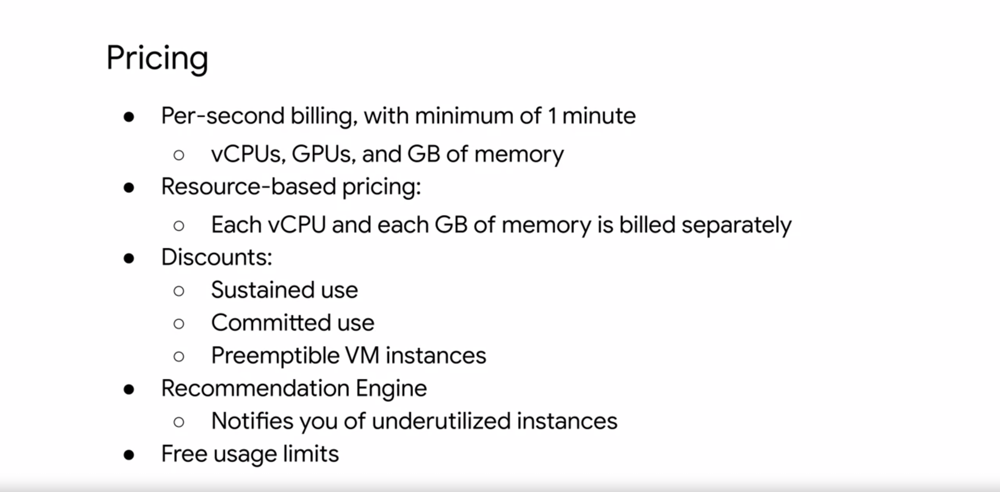 Pricing
● Per-second billing, with minimum of 1 minute
○ vCPUs, GPUs, and GB of memory
● Resource-based pricing:
○ Each vCPU and each GB of memory is billed separately
● Discounts:
○ Sustained use
○ Committed use
○ Preemptible VM instances
● Recommendation Engine
○ Notifies you of underutilized instances
● Free usage limits